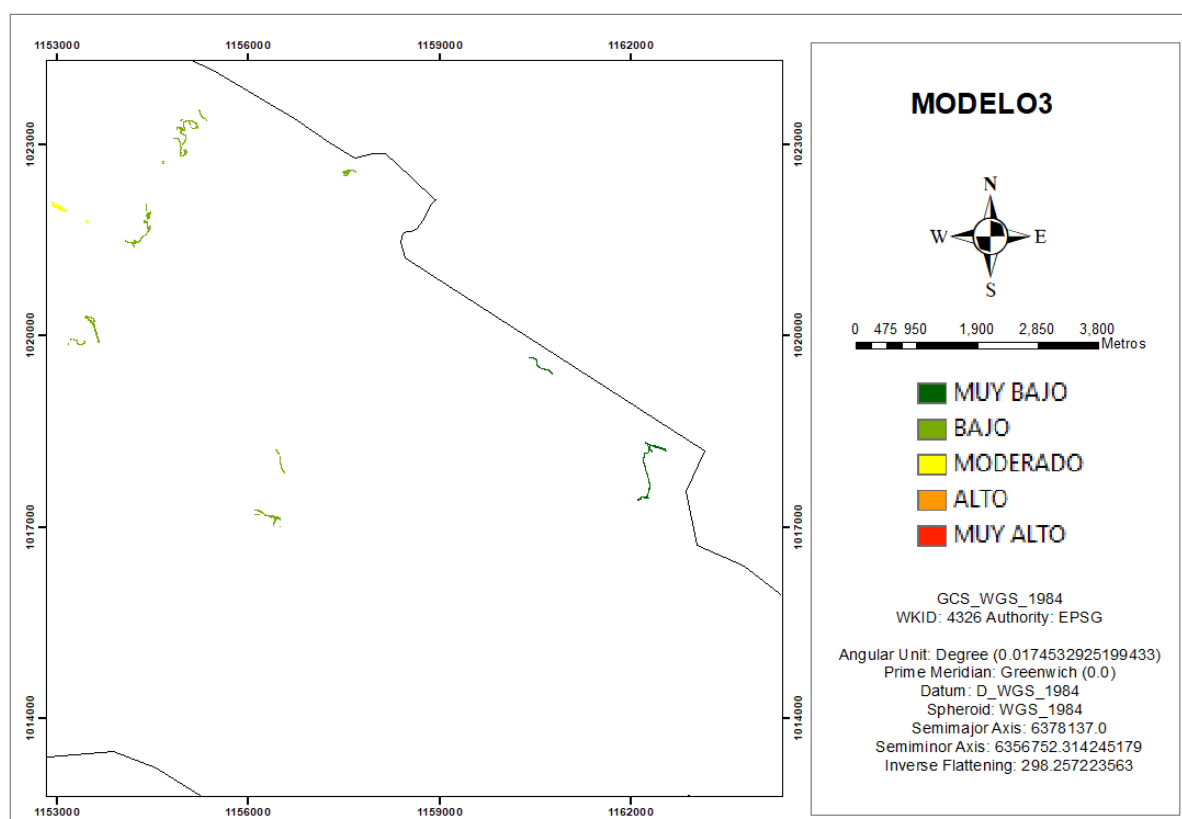 1153000 1156000 1159000 1162000
1023000 1023000
1020000 1020000
1017000 1017000
1014000 1014000
1153000 1156000 1159000 1162000
MODELO3
N
W E
S
0 475 950 1,900 2,850 3,800
Metros
MUY BAJO
BAJO
MODERADO
ALTO
MUY ALTO
GCS_WGS_1984
WKID: 4326 Authority: EPSG
Angular Unit: Degree (0.0174532925199433)
Prime Meridian: Greenwich (0.0)
Datum: D_WGS_1984
Spheroid: WGS_1984
Semimajor Axis: 6378137.0
Semiminor Axis: 6356752.314245179
Inverse Flattening: 298.257223563